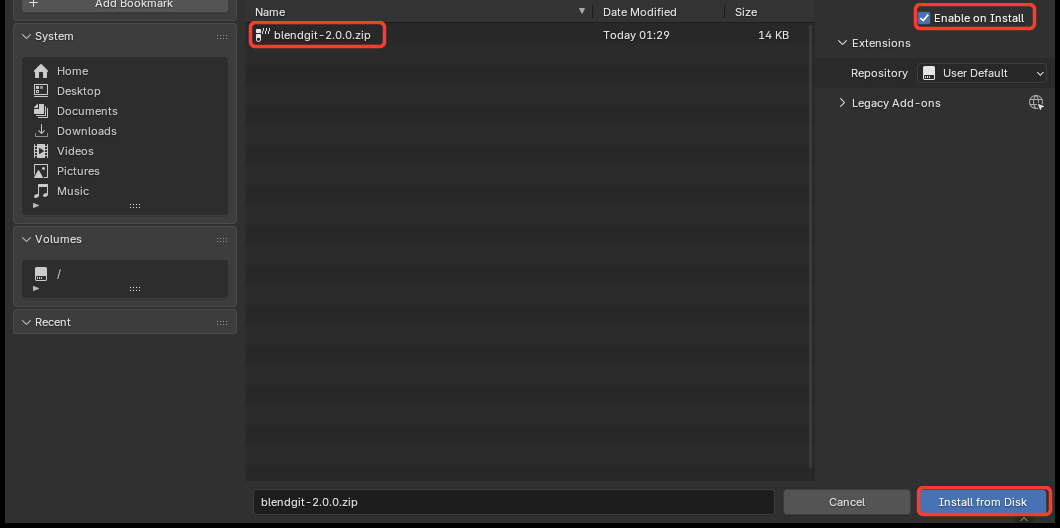 Add Bookmark
System
Home
Desktop
Documents
Downloads
Videos
Pictures
Music
Volumes
/
Recent
Name Date Modified Size
blendgit-2.0.0.zip Today 01:29 14 KB
Enable on Install
Extensions
Repository User Default
Legacy Add-ons
blendgit-2.0.0.zip Cancel Install from Disk